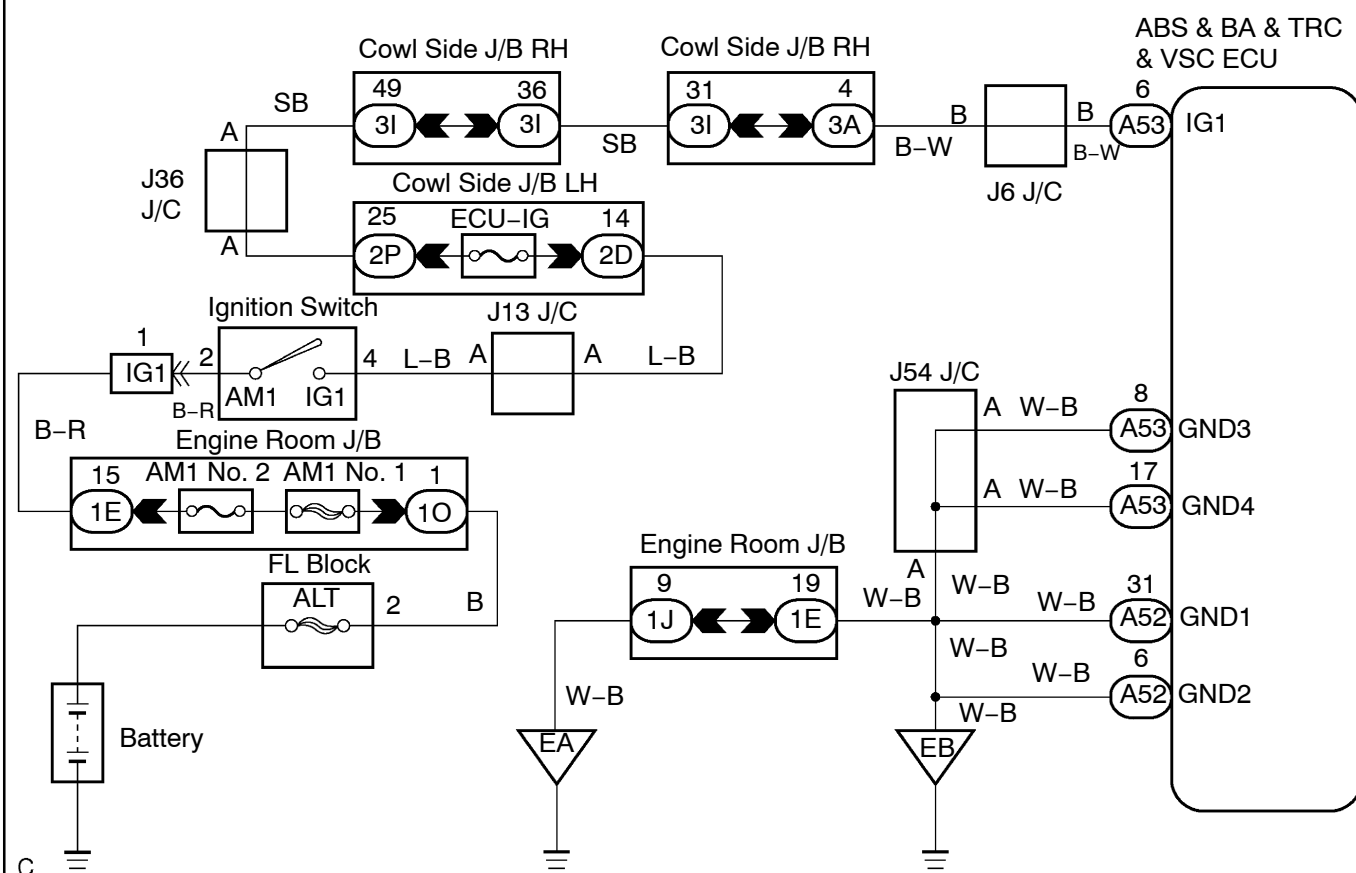 ABS & BA & TRC
& VSC ECU
Cowl Side J/B RH
Cowl Side J/B RH
49
36
31
4
6
SB
3I
3I
3I
3A
B
B
A53
IG1
A
SB
B–W
B–W
J36
J/C
J6 J/C
Cowl Side J/B LH
25
ECU–IG
14
A
2P
2D
Ignition Switch
J13 J/C
1
2
4
L–B
A
A
L–B
IG1
AM1
IG1
B–R
B–R
J54 J/C
8
A
W–B
A53
GND3
Engine Room J/B
15
AM1 No. 2
AM1 No. 1
1
17
A
W–B
1E
1O
A53
GND4
Engine Room J/B
FL Block
ALT
2
B
9
19
A
W–B
W–B
W–B
31
1J
1E
A52
GND1
W–B
6
W–B
W–B
A52
GND2
W–B
Battery
EA
EB
C